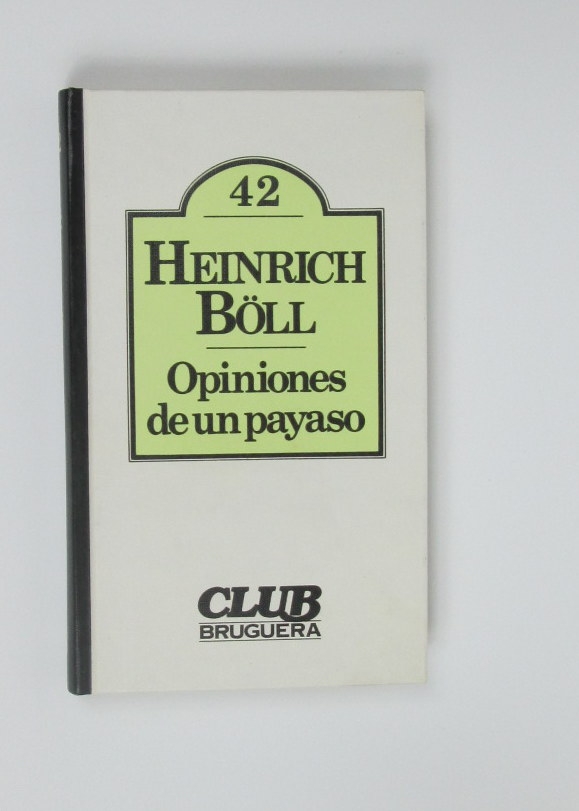 42
HEINRICH
BÖLL
Opiniones
de un payaso
CLUB
BRUGUERA